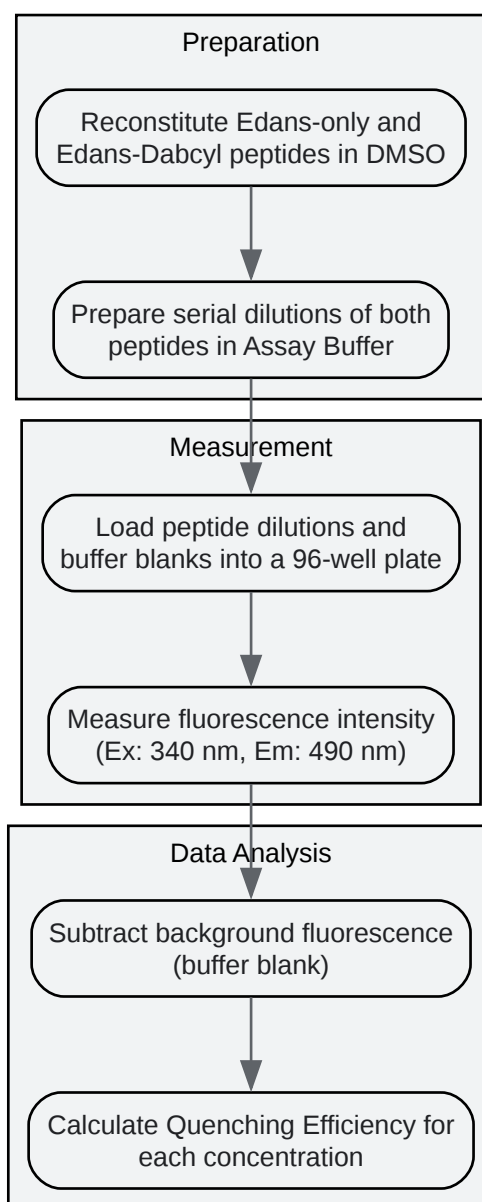 Preparation
Reconstitute Edans-only and
Edans-Dabcyl peptides in DMSO
Prepare serial dilutions of both
peptides in Assay Buffer
Measurement
Load peptide dilutions and
buffer blanks into a 96-well plate
Measure fluorescence intensity
(Ex: 340 nm, Em: 490 nm)
Data Analysis
Subtract background fluorescence
(buffer blank)
Calculate Quenching Efficiency for
each concentration